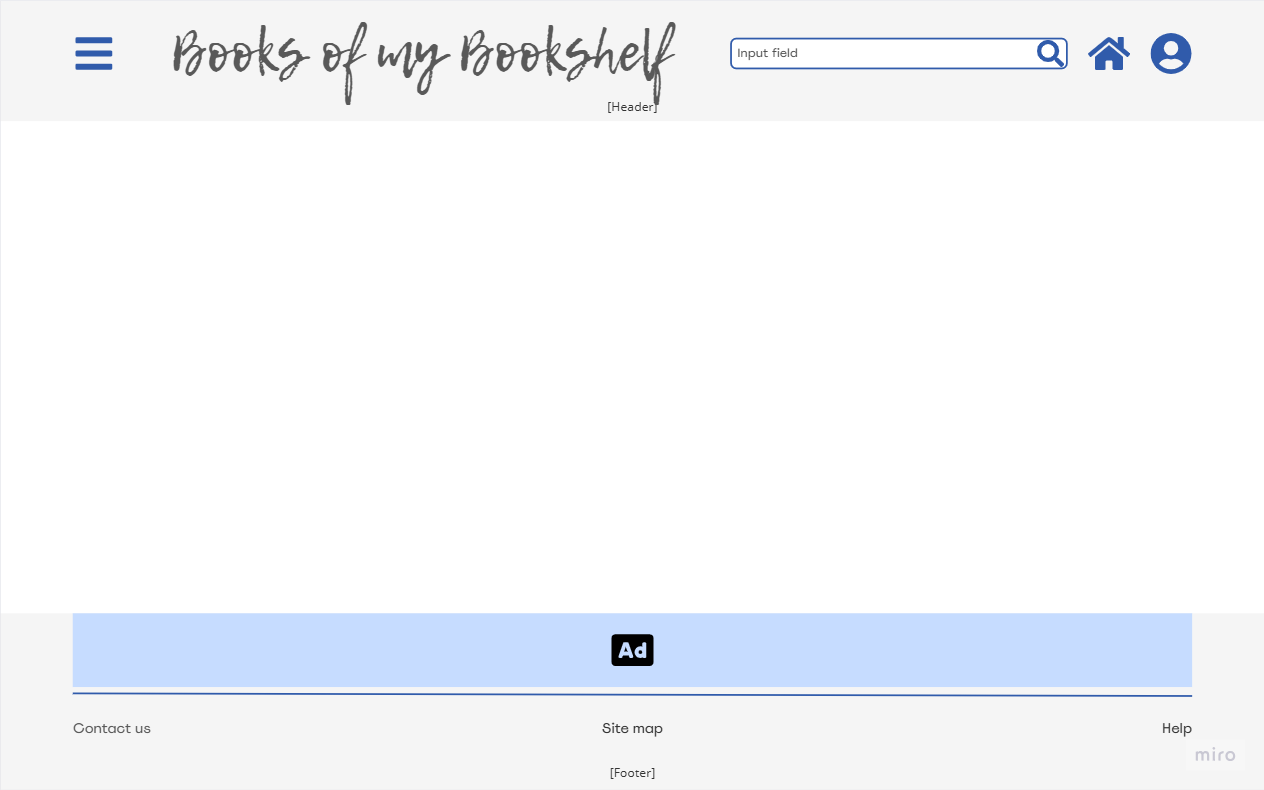 Books of my Bookshelf
Input field
[Header]
Ad
Contact us
Site map
Help
miro
[Footer]